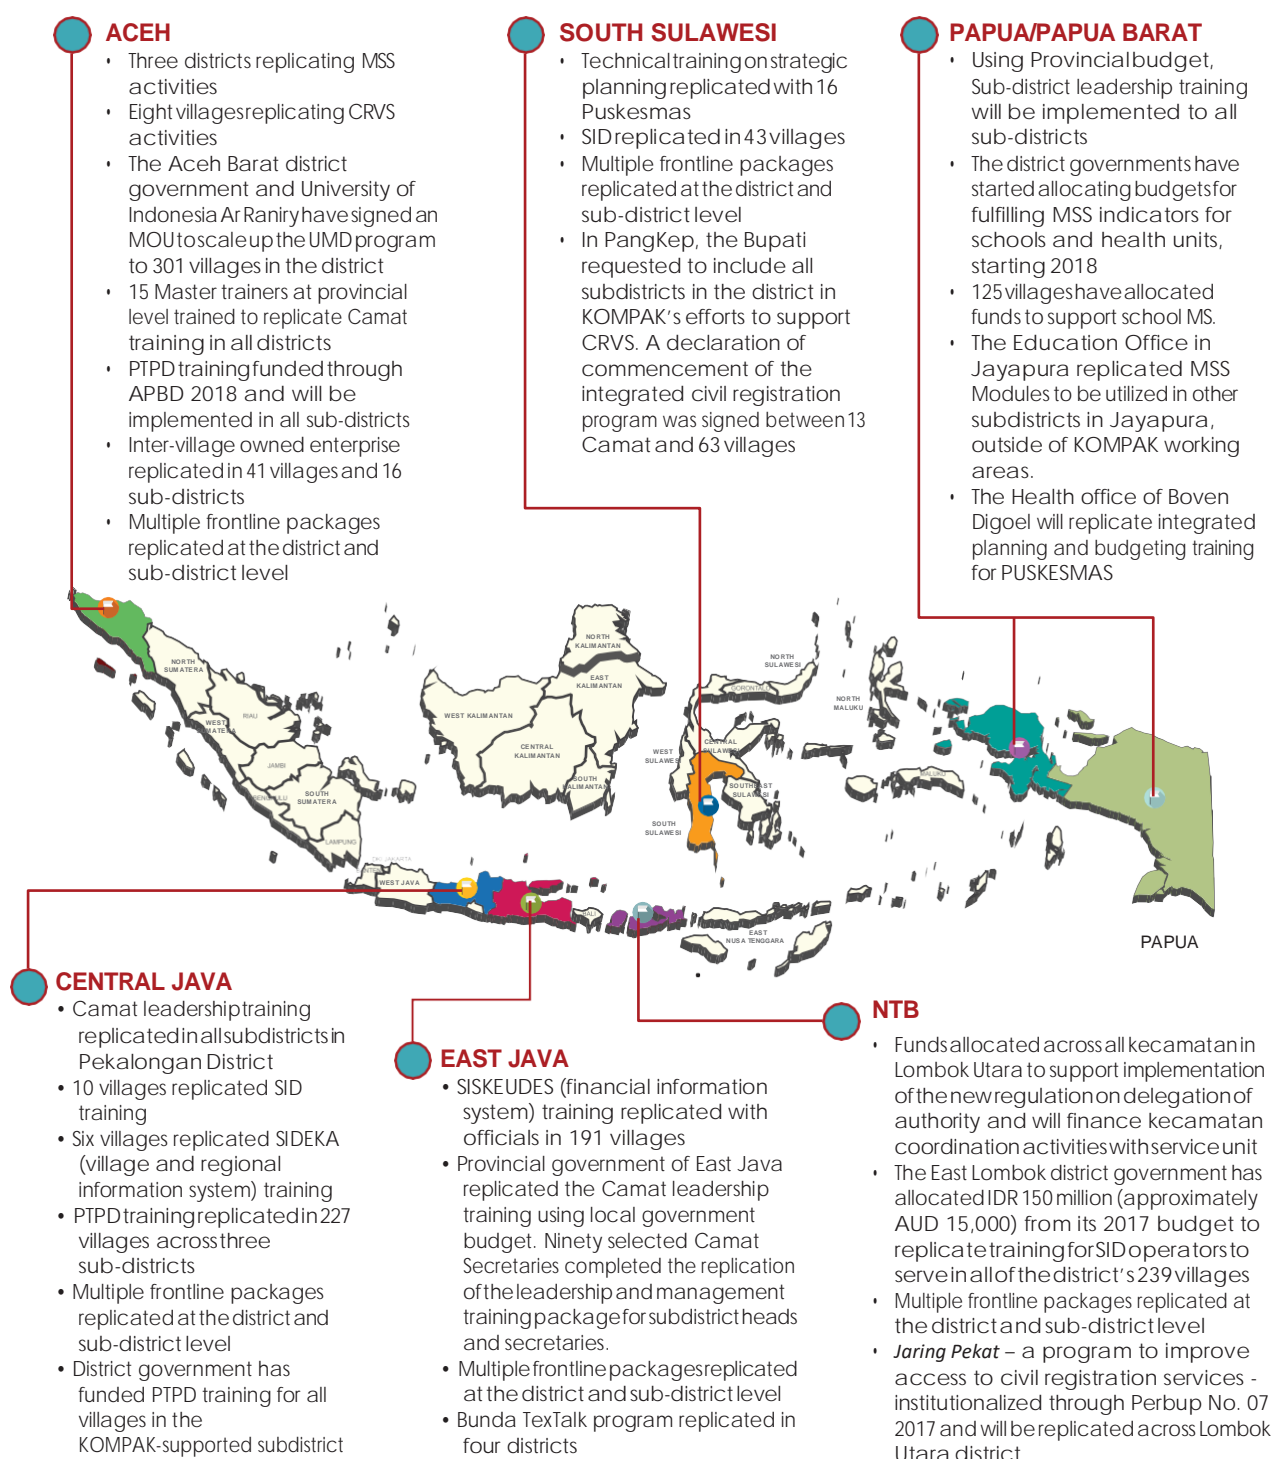 ACEH
• Three districts replicating MSS
activities
• Eight villages replicating CRVS
activities
• The Aceh Barat district
government and University of
Indonesia Ar Raniry have signed an
MOU to scale up the UMD program
to 301 villages in the district
• 15 Master trainers at provincial
level trained to replicate Camat
training in all districts
• PTPD training funded through
APBD 2018 and will be
implemented in all sub-districts
• Inter-village owned enterprise
replicated in 41 villages and 16
sub-districts
• Multiple frontline packages
replicated at the district and
sub-district level
SOUTH SULAWESI
• Technical training on strategic
planning replicated with 16
Puskesmas
• SID replicated in 43 villages
• Multiple frontline packages
replicated at the district and
sub-district level
• In PangKep, the Bupati
requested to include all
subdistricts in the district in
KOMPAK's efforts to support
CRVS. A declaration of
commencement of the
integrated civil registration
program was signed between 13
Camat and 63 villages
PAPUA/PAPUA BARAT
• Using Provincial budget,
Sub-district leadership training
will be implemented to all
sub-districts
• The district governments have
started allocating budgets for
fulfilling MSS indicators for
schools and health units,
starting 2018
• 125 villages have allocated
funds to support school MS.
• The Education Office in
Jayapura replicated MSS
Modules to be utilized in other
subdistricts in Jayapura,
outside of KOMPAK working
areas.
• The Health office of Boven
Digoel will replicate integrated
planning and budgeting training
for PUSKESMAS
NORTH
SUMATERA
RIAU
WEST
SUMATERA
JAMBI
BENGKULU
SOUTH
SUMATERA
LAMPUNG
NORTH
KALIMANTAN
EAST
KALIMANTAN
WEST KALIMANTAN
CENTRAL
KALIMANTAN
SOUTH
KALIMANTAN
NORTH
SULAWESI
GORONTALO
CENTRAL
SULAWESI
WEST
SULAWESI
SOUTHEAST
SULAWESI
SOUTH
SULAWESI
NORTH
MALUKU
MALUKU
DKI JAKARTA
BANTEN
WEST JAVA
BALI
EAST
NUSA TENGGARA
PAPUA
CENTRAL JAVA
• Camat leadership training
replicated in all subdistricts in
Pekalongan District
• 10 villages replicated SID
training
• Six villages replicated SIDEKA
(village and regional
information system) training
• PTPD training replicated in 227
villages across three
sub-districts
• Multiple frontline packages
replicated at the district and
sub-district level
• District government has
funded PTPD training for all
villages in the
KOMPAK-supported subdistrict
EAST JAVA
• SISKEUDES (financial information
system) training replicated with
officials in 191 villages
• Provincial government of East Java
replicated the Camat leadership
training using local government
budget. Ninety selected Camat
Secretaries completed the replication
of the leadership and management
training package for subdistrict heads
and secretaries.
• Multiple frontline packages replicated
at the district and sub-district level
• Bunda TexTalk program replicated in
four districts
NTB
• Funds allocated across all kecamatan in
Lombok Utara to support implementation
of the new regulation on delegation of
authority and will finance kecamatan
coordination activities with service unit
• The East Lombok district government has
allocated IDR 150 million (approximately
AUD 15,000) from its 2017 budget to
replicate training for SID operators to
serve in all of the district's 239 villages
• Multiple frontline packages replicated at
the district and sub-district level
• Jaring Pekat – a program to improve
access to civil registration services -
institutionalized through Perbup No. 07
2017 and will be replicated across Lombok
Utara district